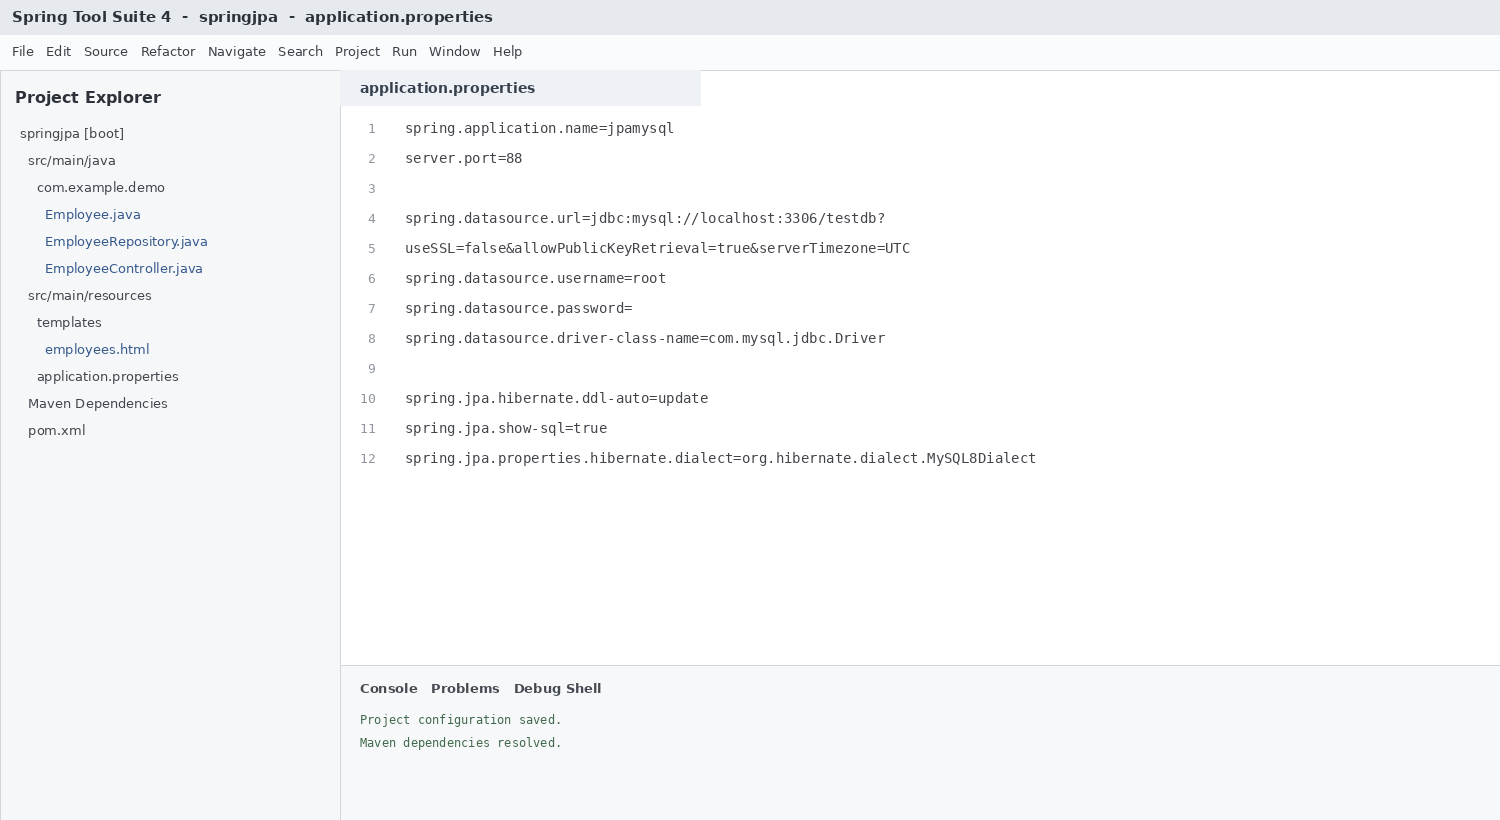 Spring Tool Suite 4 - springjpa - application.properties
File Edit Source Refactor Navigate Search Project Run Window Help
Project Explorer
springjpa [boot]
src/main/java
com.example.demo
Employee.java
EmployeeRepository.java
EmployeeController.java
src/main/resources
templates
employees.html
application.properties
Maven Dependencies
pom.xml
application.properties
1 spring.application.name=jpamysql
2 server.port=88
3
4 spring.datasource.url=jdbc:mysql://localhost:3306/testdb?
5 useSSL=false&allowPublicKeyRetrieval=true&serverTimezone=UTC
6 spring.datasource.username=root
7 spring.datasource.password=
8 spring.datasource.driver-class-name=com.mysql.jdbc.Driver
9
10 spring.jpa.hibernate.ddl-auto=update
11 spring.jpa.show-sql=true
12 spring.jpa.properties.hibernate.dialect=org.hibernate.dialect.MySQL8Dialect
Console Problems Debug Shell
Project configuration saved.
Maven dependencies resolved.